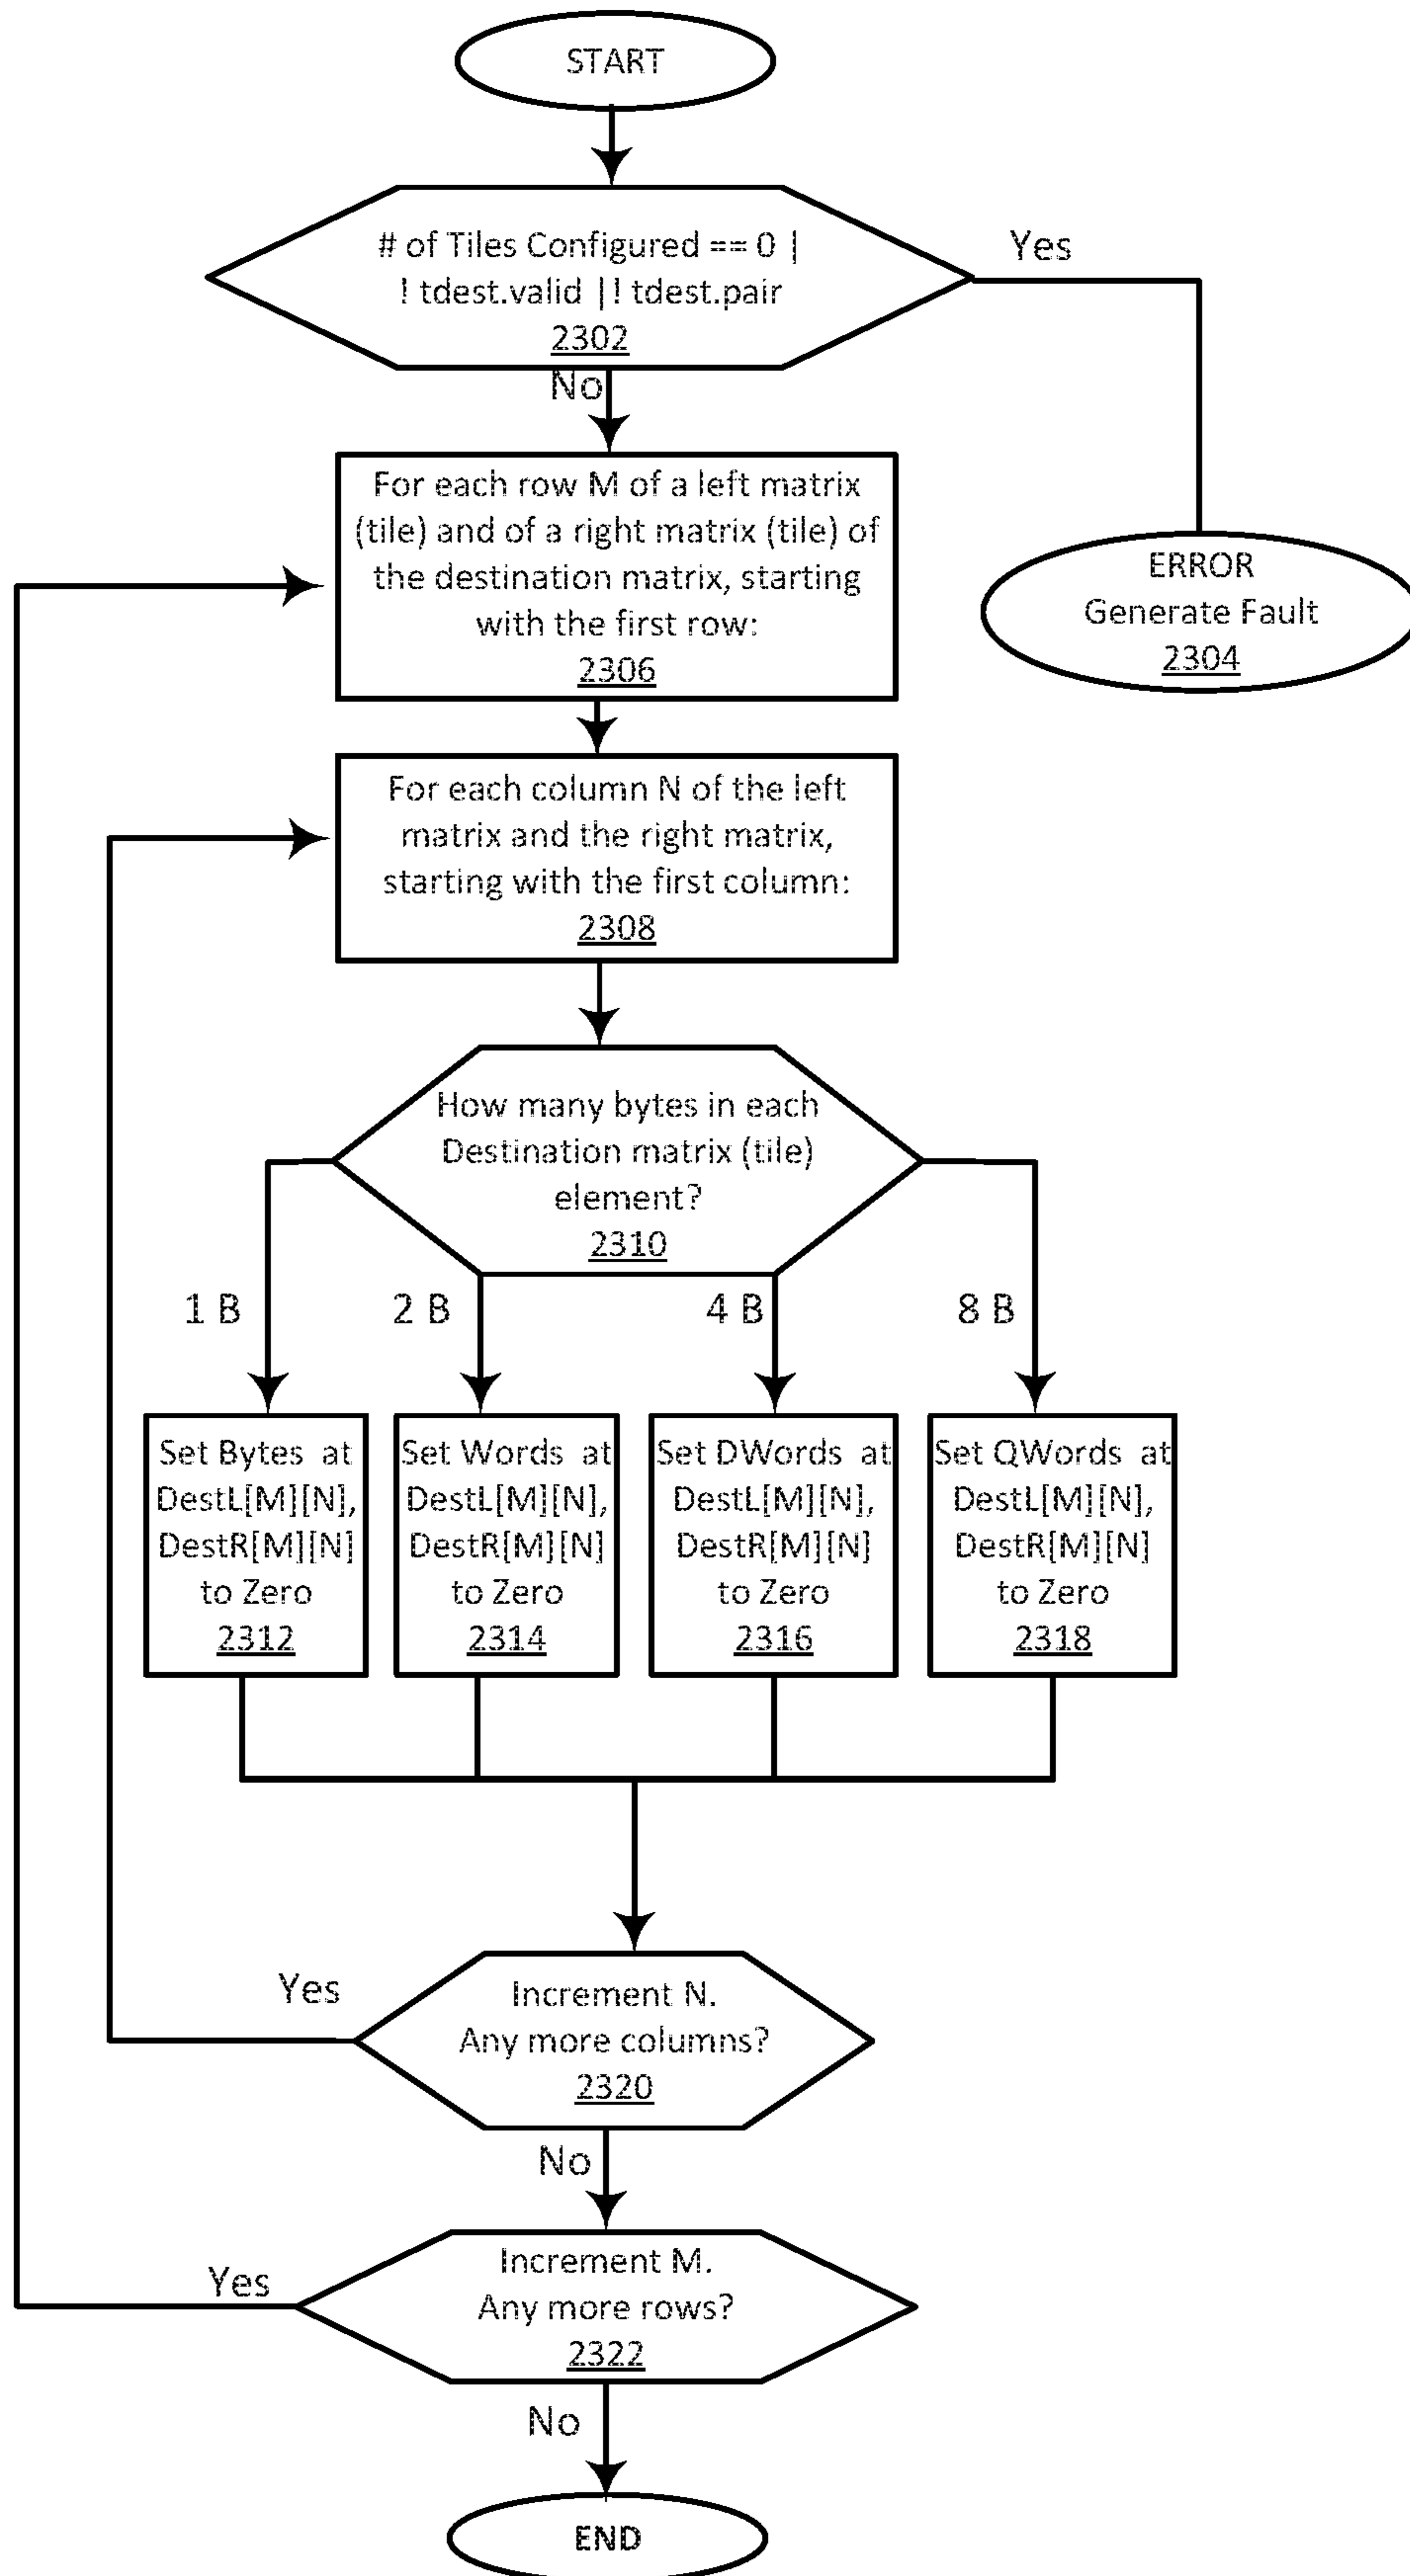 START
# of Tiles Configured == 0 |
! tdest.valid | ! tdest.pair
2302
Yes
No
For each row M of a left matrix
(tile) and of a right matrix (tile) of
the destination matrix, starting
with the first row:
2306
ERROR
Generate Fault
2304
For each column N of the left
matrix and the right matrix,
starting with the first column:
2308
How many bytes in each
Destination matrix (tile)
element?
2310
1 B
2 B
4 B
8 B
Set Bytes at
DestL[M][N],
DestR[M][N]
to Zero
2312
Set Words at
DestL[M][N],
DestR[M][N]
to Zero
2314
Set DWords at
DestL[M][N],
DestR[M][N]
to Zero
2316
Set QWords at
DestL[M][N],
DestR[M][N]
to Zero
2318
Yes
Increment N.
Any more columns?
2320
No
Yes
Increment M.
Any more rows?
2322
No
END